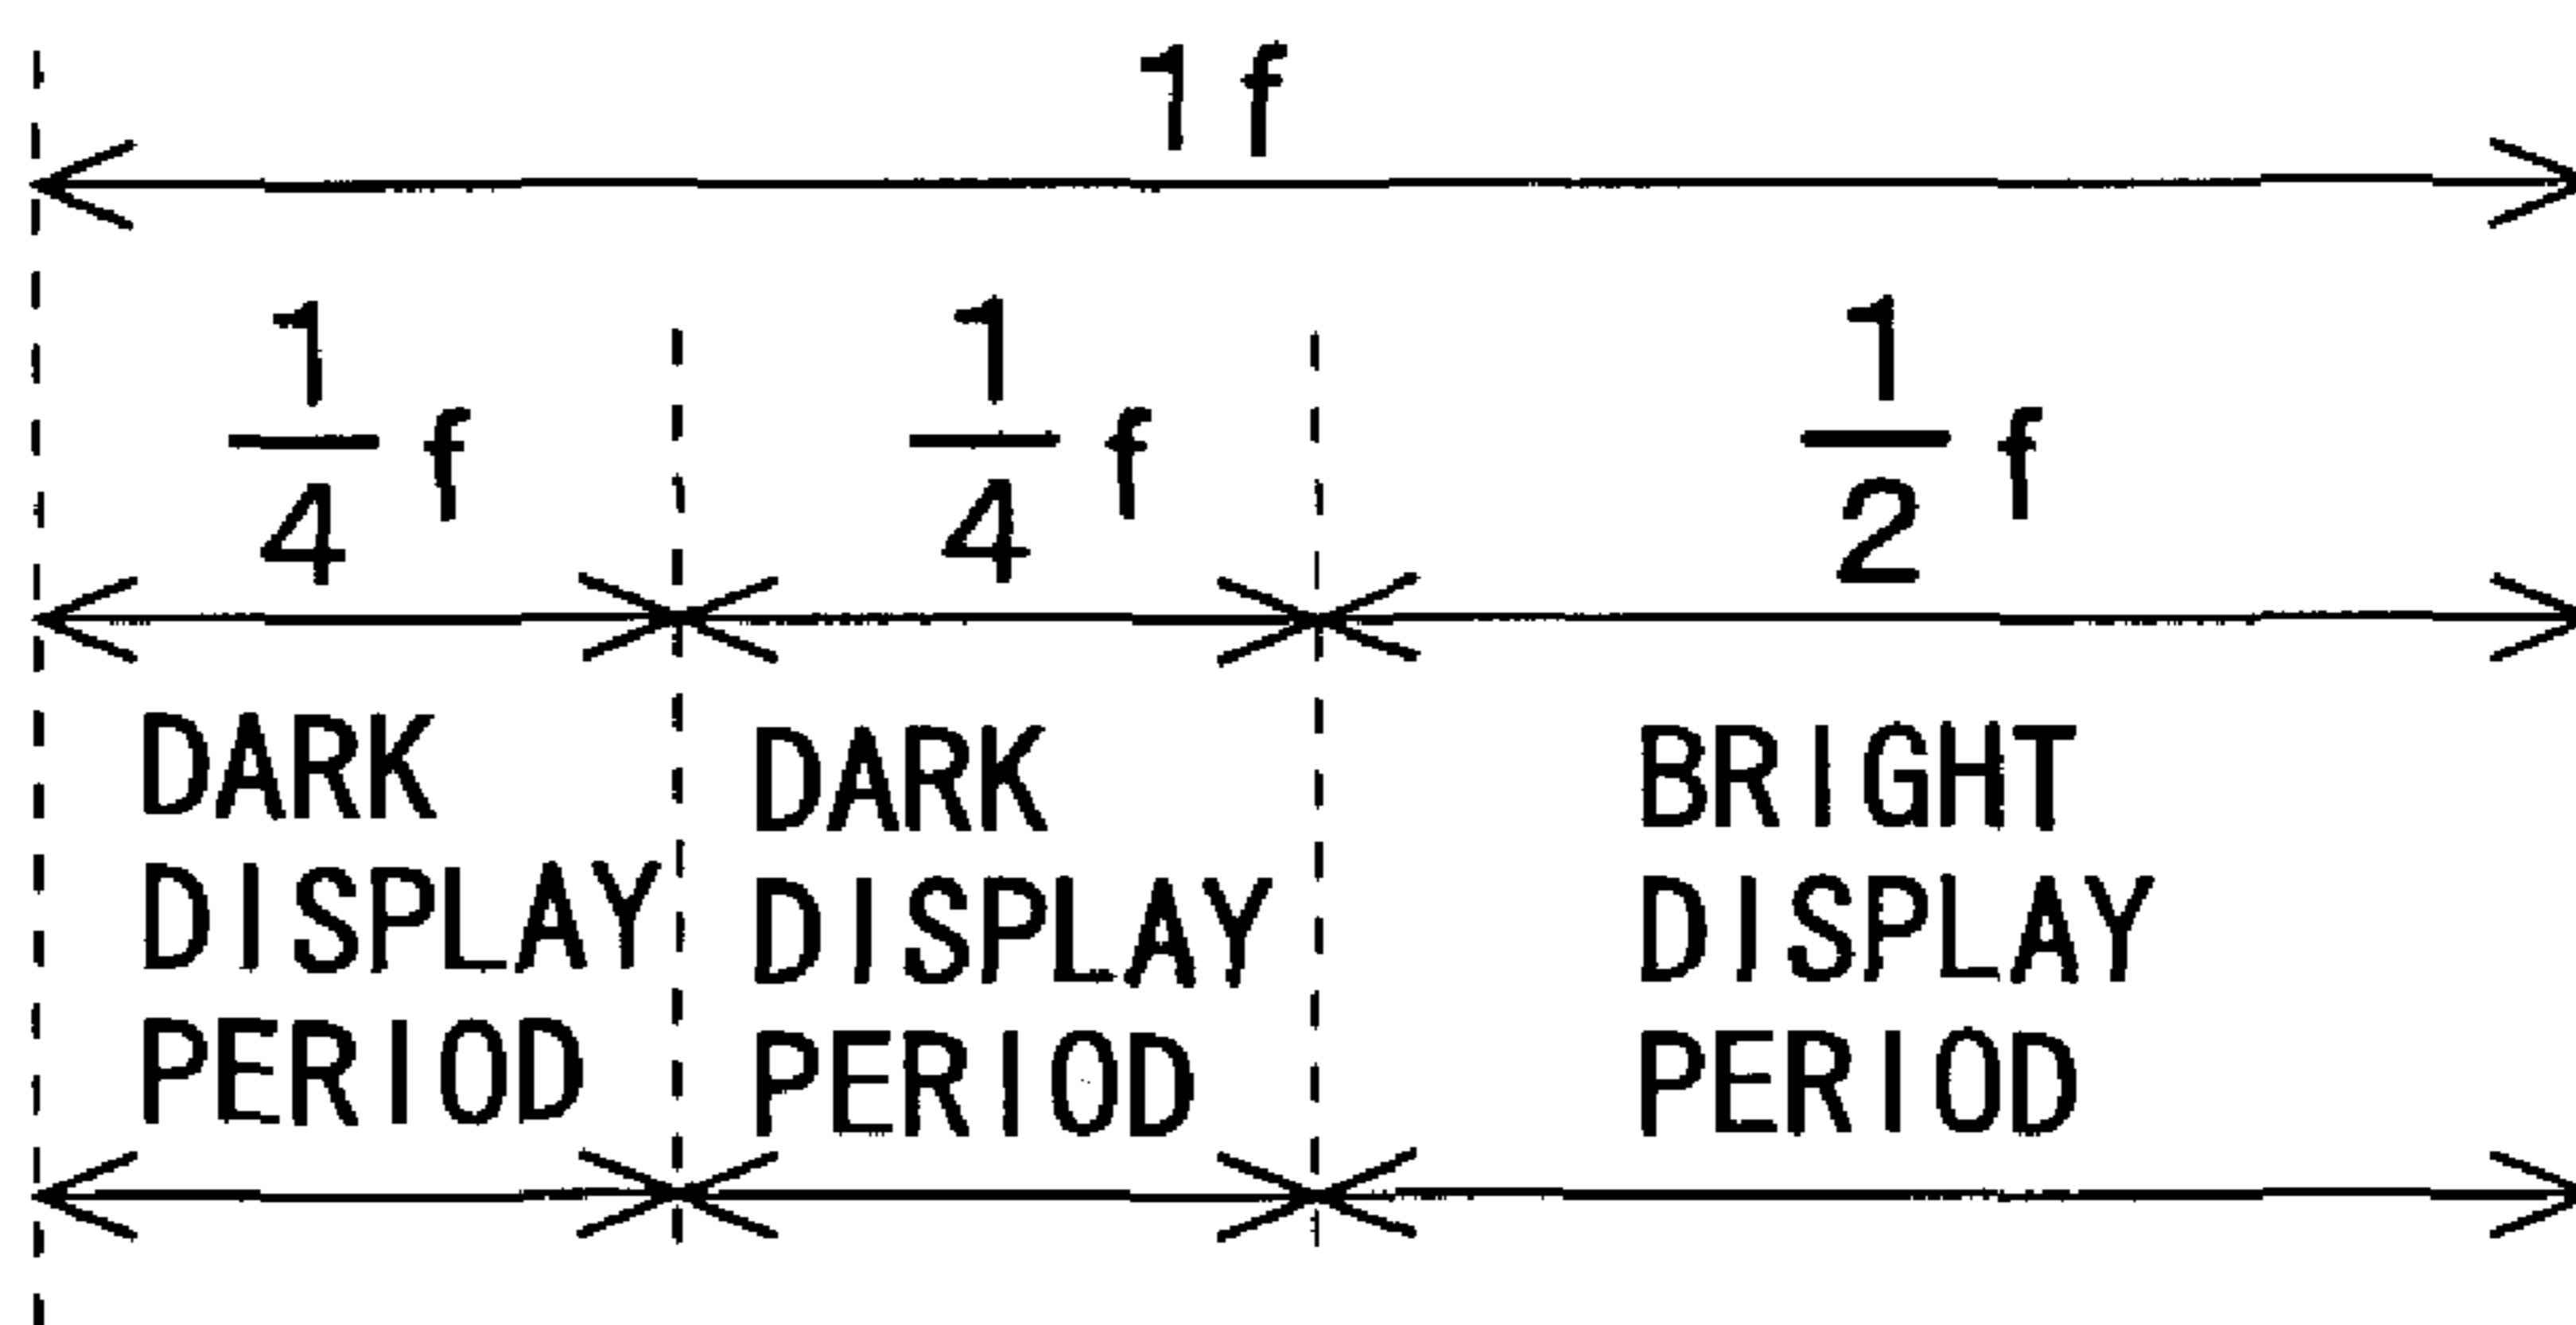 1f
1/4 f 1/4 f 1/2 f
DARK DISPLAY PERIOD
DARK DISPLAY PERIOD
BRIGHT DISPLAY PERIOD